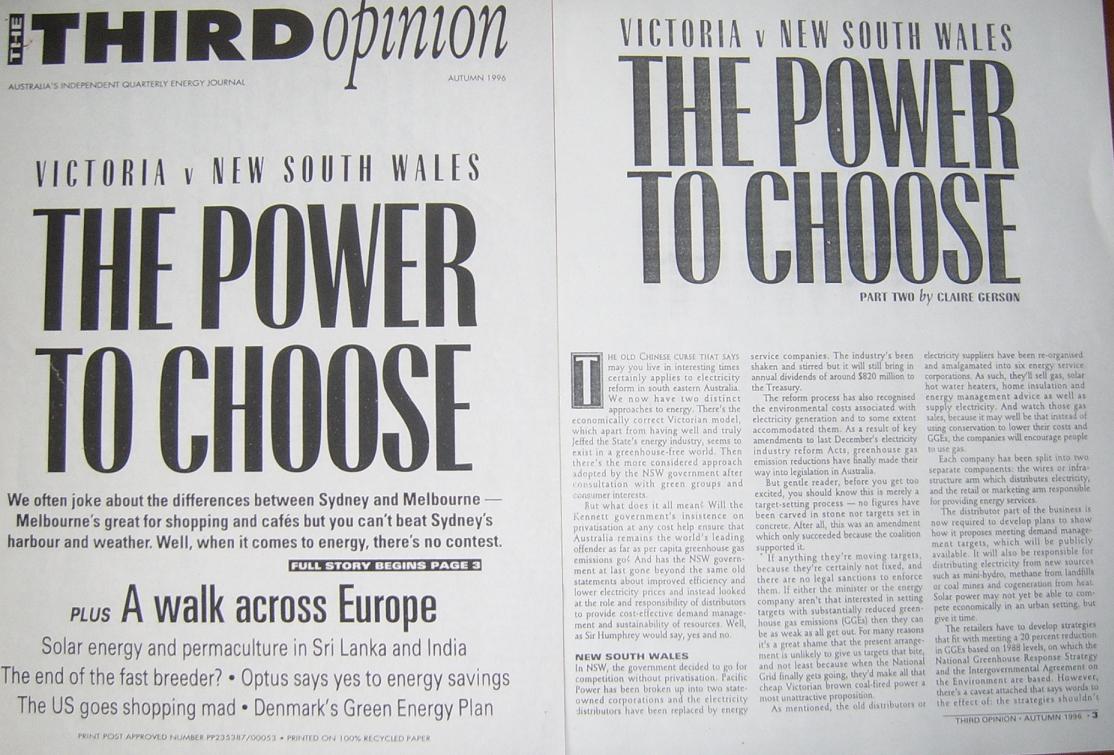 THE THIRD opinion
AUSTRALIA'S INDEPENDENT QUARTERLY ENERGY JOURNAL
AUTUMN 1996
VICTORIA v NEW SOUTH WALES
THE POWER
TO CHOOSE
We often joke about the differences between Sydney and Melbourne —
Melbourne's great for shopping and cafés but you can't beat Sydney's
harbour and weather. Well, when it comes to energy, there's no contest.
FULL STORY BEGINS PAGE 3
PLUS A walk across Europe
Solar energy and permaculture in Sri Lanka and India
The end of the fast breeder? • Optus says yes to energy savings
The US goes shopping mad • Denmark's Green Energy Plan
PRINT POST APPROVED NUMBER PP235387/00053 • PRINTED ON 100% RECYCLED PAPER
VICTORIA v NEW SOUTH WALES
THE POWER
TO CHOOSE
PART TWO by CLAIRE GERSON
THE OLD CHINESE CURSE THAT SAYS
may you live in interesting times
certainly applies to electricity
reform in south eastern Australia.
We now have two distinct
approaches to energy. There's the
economically correct Victorian model,
which apart from having well and truly
Jeffed the State's energy industry, seems to
exist in a greenhouse-free world. Then
there's the more considered approach
adopted by the NSW government after
consultation with green groups and
consumer interests.
But what does it all mean? Will the
Kennett government's insistence on
privatisation at any cost help ensure that
Australia remains the world's leading
offender as far as per capita greenhouse gas
emissions go? And has the NSW govern-
ment at last gone beyond the same old
statements about improved efficiency and
lower electricity prices and instead looked
at the role and responsibility of distributors
to provide cost-effective demand manage-
ment and sustainability of resources. Well,
as Sir Humphrey would say, yes and no.
NEW SOUTH WALES
In NSW, the government decided to go for
competition without privatisation. Pacific
Power has been broken up into two state-
owned corporations and the electricity
distributors have been replaced by energy
service companies. The industry's been
shaken and stirred but it will still bring in
annual dividends of around $820 million to
the Treasury.
The reform process has also recognised
the environmental costs associated with
electricity generation and to some extent
accommodated them. As a result of key
amendments to last December's electricity
industry reform Acts, greenhouse gas
emission reductions have finally made their
way into legislation in Australia.
But gentle reader, before you get too
excited, you should know this is merely a
target-setting process — no figures have
been carved in stone nor targets set in
concrete. After all, this was an amendment
which only succeeded because the coalition
supported it.
If anything they're moving targets,
because they're certainly not fixed, and
there are no legal sanctions to enforce
them. If either the minister or the energy
company aren't that interested in setting
targets with substantially reduced green-
house gas emissions (GGEs) then they can
be as weak as all get out. For many reasons
it's a great shame that the present arrange-
ment is unlikely to give us targets that bite,
and not least because when the National
Grid finally gets going, they'd make all that
cheap Victorian brown coal-fired power a
most unattractive proposition.
As mentioned, the old distributors or
electricity suppliers have been re-organised
and amalgamated into six energy service
corporations. As such, they'll sell gas, solar
hot water heaters, home insulation and
energy management advice as well as
supply electricity. And watch those gas
sales, because it may well be that instead of
using conservation to lower their costs and
GGEs, the companies will encourage people
to use gas.
Each company has been split into two
separate components: the wires or infra-
structure arm which distributes electricity,
and the retail or marketing arm responsible
for providing energy services.
The distributor part of the business is
now required to develop plans to show
how it proposes meeting demand manage-
ment targets, which will be publicly
available. It will also be responsible for
distributing electricity from new sources
such as mini-hydro, methane from landfills
or coal mines and cogeneration from heat.
Solar power may not yet be able to com-
pete economically in an urban setting, but
give it time.
The retailers have to develop strategies
that fit with meeting a 20 percent reduction
in GGEs based on 1988 levels, on which the
National Greenhouse Response Strategy
and the Intergovernmental Agreement on
the Environment are based. However,
there's a caveat attached that says words to
the effect of: the strategies shouldn't
THIRD OPINION • AUTUMN 1996 • 3